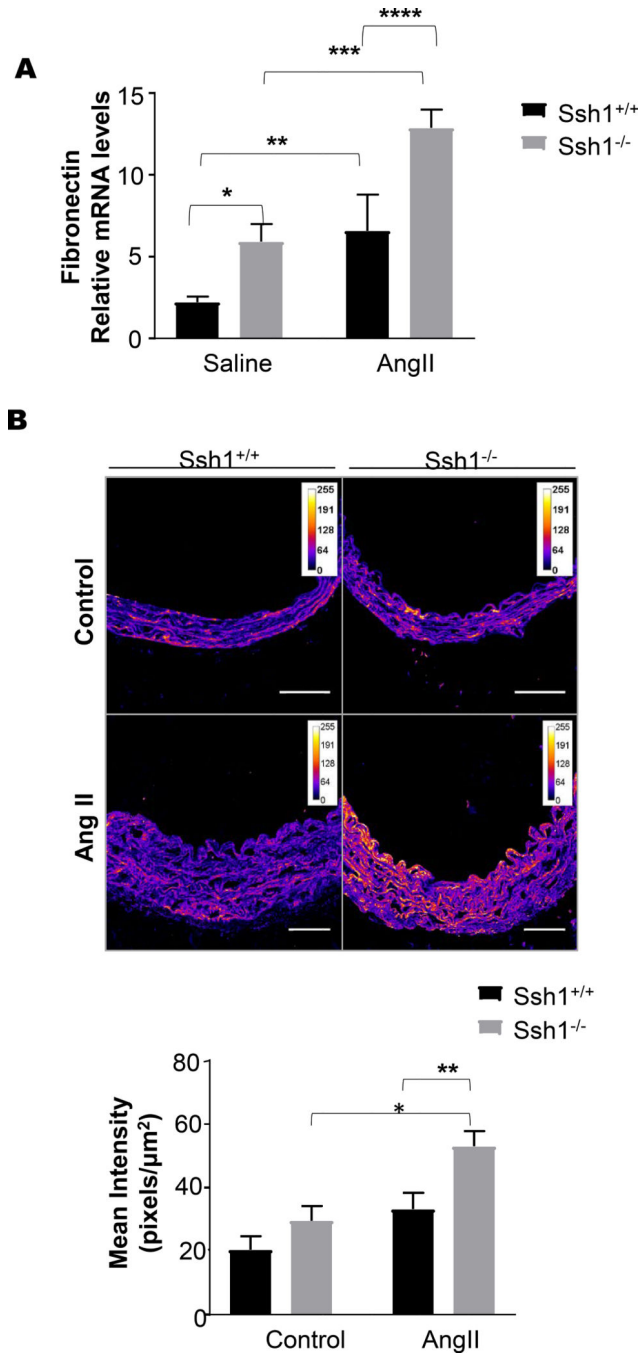 A
****
***
**
*
Ssh1+/+
Ssh1-/-
Fibronectin
Relative mRNA levels
15
10
5
0
Saline AngII
B
Ssh1+/+ Ssh1-/-
Control
255
191
128
64
0
255
191
128
64
0
Ang II
255
191
128
64
0
255
191
128
64
0
Ssh1+/+
Ssh1-/-
Mean Intensity
(pixels/µm²)
80
60
40
20
0
**
*
Control AngII